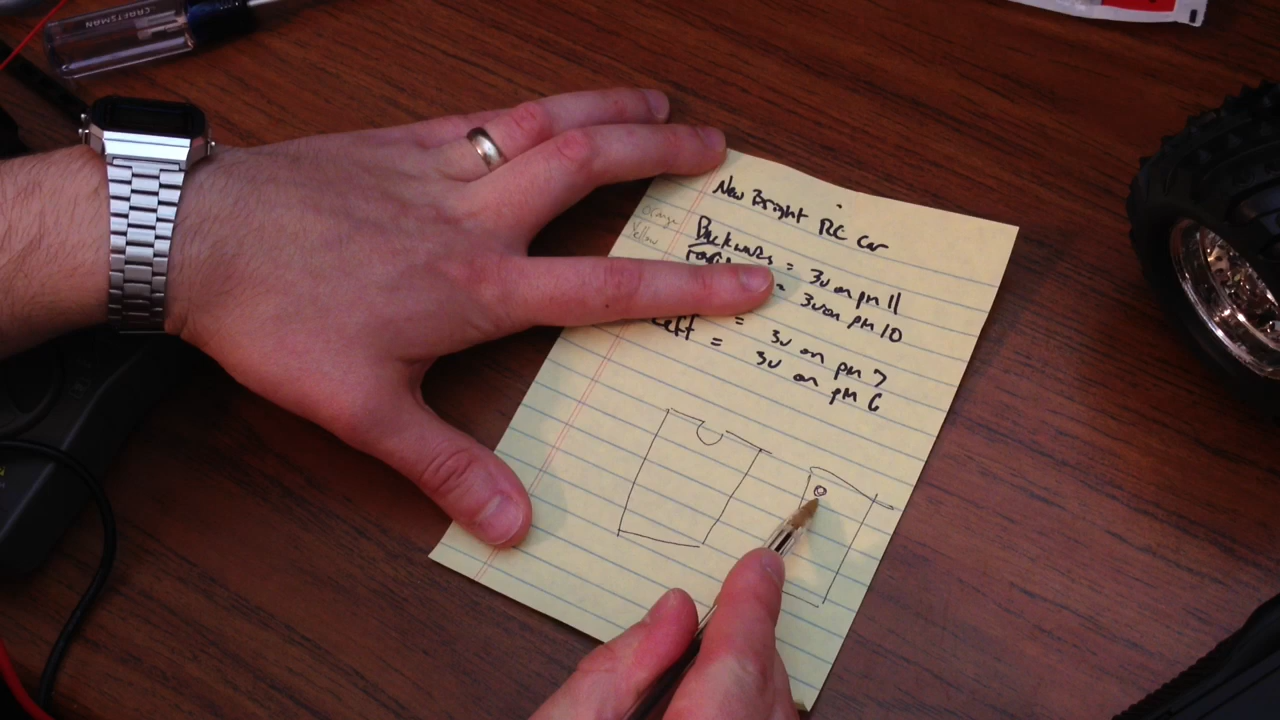 CRAFTSMAN
New Bright RC Car
Orange
Yellow
Backwards = 3v on pin 11
= 3v on pin 10
= 3v on pin 7
Left = 3v on pin 6